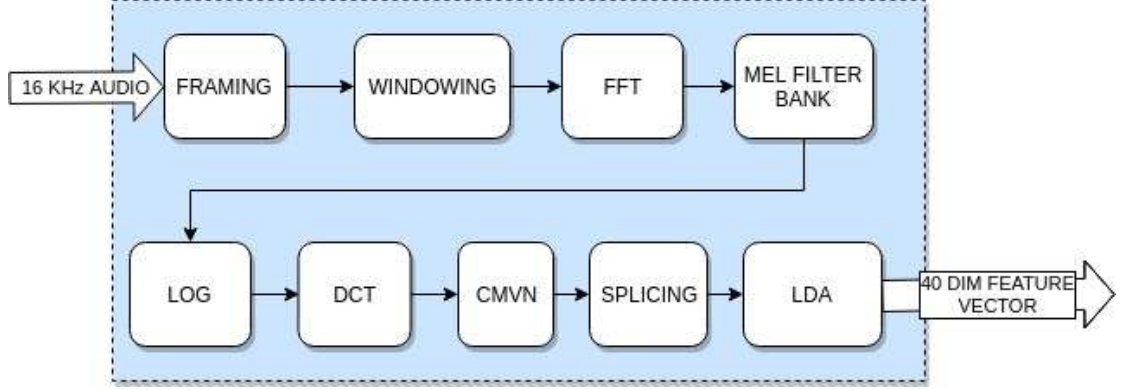 16 KHz AUDIO
FRAMING
WINDOWING
FFT
MEL FILTER
BANK
LOG
DCT
CMVN
SPLICING
LDA
40 DIM FEATURE
VECTOR